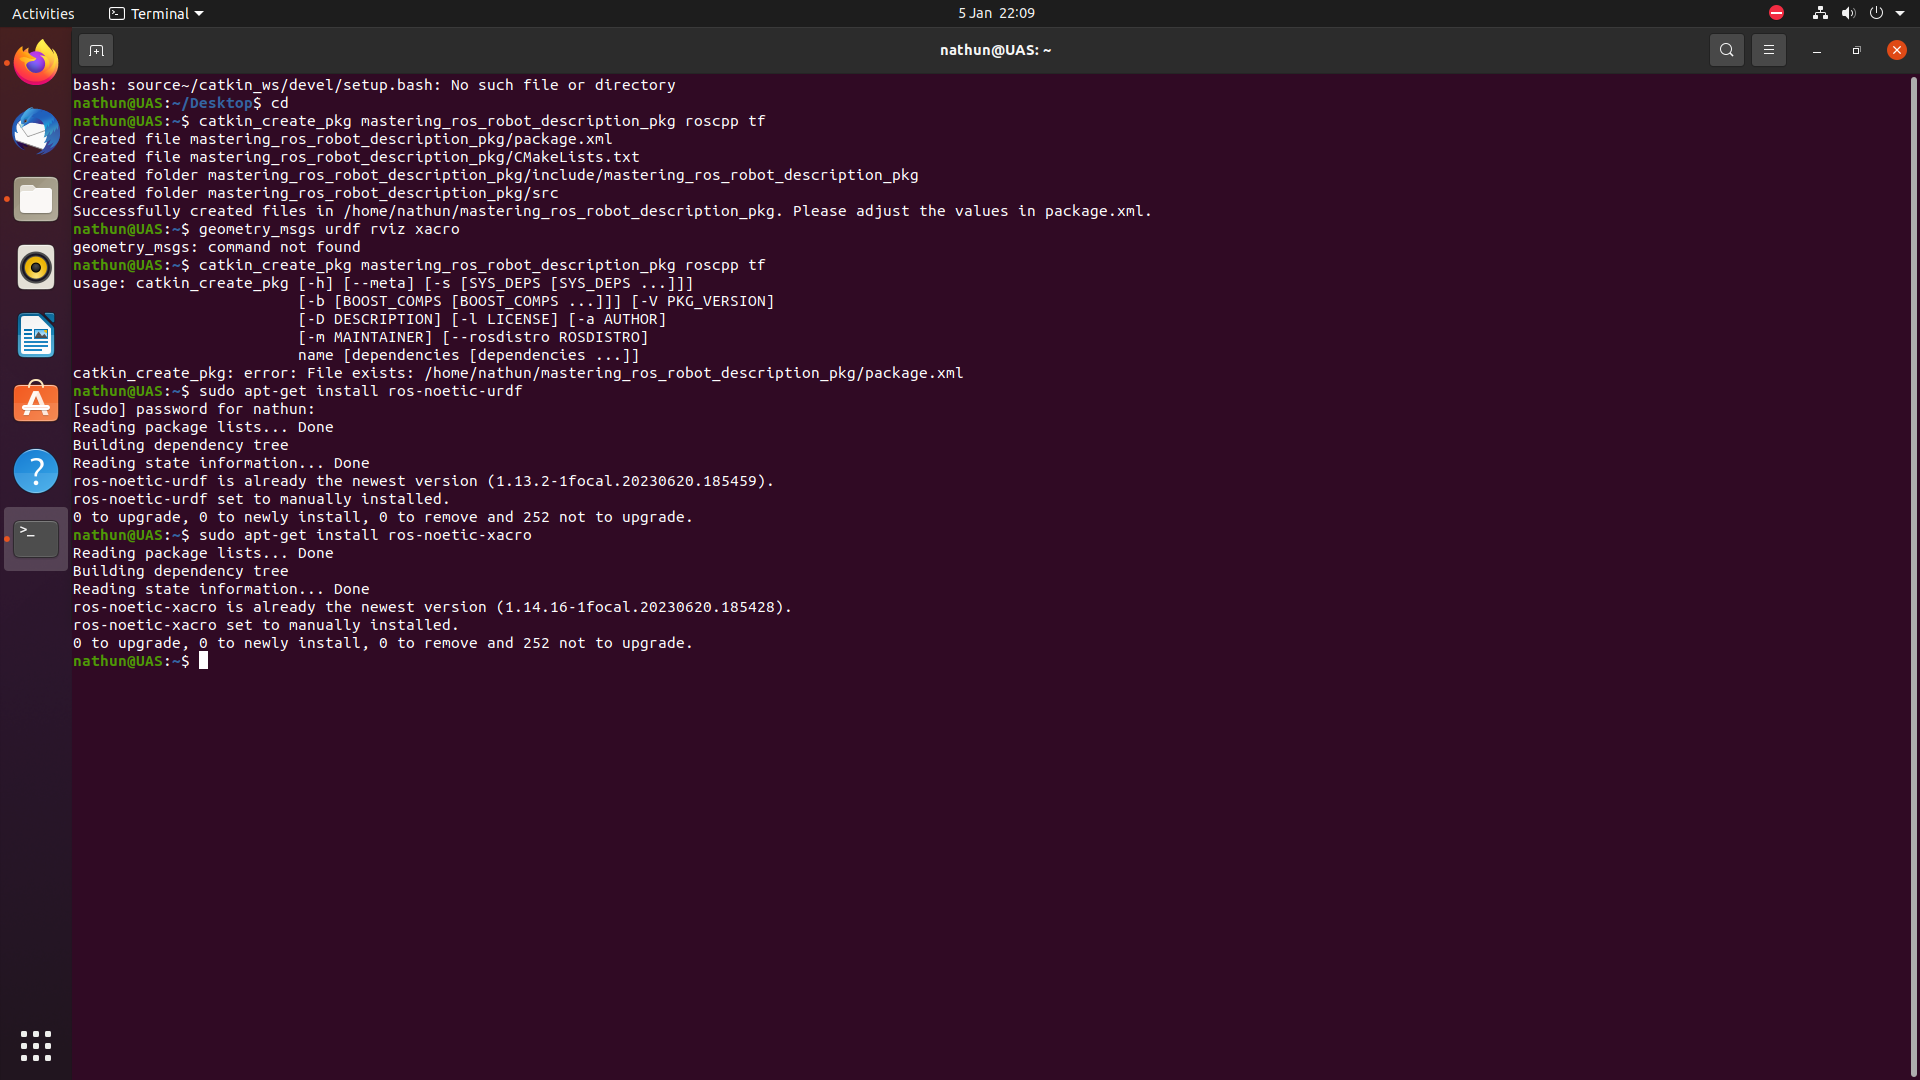 Activities
Terminal
5 Jan 22:09
nathun@UAS: ~
bash: source~/catkin_ws/devel/setup.bash: No such file or directory
nathun@UAS:~/Desktop$ cd
nathun@UAS:~$ catkin_create_pkg mastering_ros_robot_description_pkg roscpp tf
Created file mastering_ros_robot_description_pkg/package.xml
Created file mastering_ros_robot_description_pkg/CMakeLists.txt
Created folder mastering_ros_robot_description_pkg/include/mastering_ros_robot_description_pkg
Created folder mastering_ros_robot_description_pkg/src
Successfully created files in /home/nathun/mastering_ros_robot_description_pkg. Please adjust the values in package.xml.
nathun@UAS:~$ geometry_msgs urdf rviz xacro
geometry_msgs: command not found
nathun@UAS:~$ catkin_create_pkg mastering_ros_robot_description_pkg roscpp tf
usage: catkin_create_pkg [-h] [--meta] [-s [SYS_DEPS [SYS_DEPS ...]]]
[-b [BOOST_COMPS [BOOST_COMPS ...]]] [-V PKG_VERSION]
[-D DESCRIPTION] [-l LICENSE] [-a AUTHOR]
[-m MAINTAINER] [--rosdistro ROSDISTRO]
name [dependencies [dependencies ...]]
catkin_create_pkg: error: File exists: /home/nathun/mastering_ros_robot_description_pkg/package.xml
nathun@UAS:~$ sudo apt-get install ros-noetic-urdf
[sudo] password for nathun:
Reading package lists... Done
Building dependency tree
Reading state information... Done
ros-noetic-urdf is already the newest version (1.13.2-1focal.20230620.185459).
ros-noetic-urdf set to manually installed.
0 to upgrade, 0 to newly install, 0 to remove and 252 not to upgrade.
nathun@UAS:~$ sudo apt-get install ros-noetic-xacro
Reading package lists... Done
Building dependency tree
Reading state information... Done
ros-noetic-xacro is already the newest version (1.14.16-1focal.20230620.185428).
ros-noetic-xacro set to manually installed.
0 to upgrade, 0 to newly install, 0 to remove and 252 not to upgrade.
nathun@UAS:~$